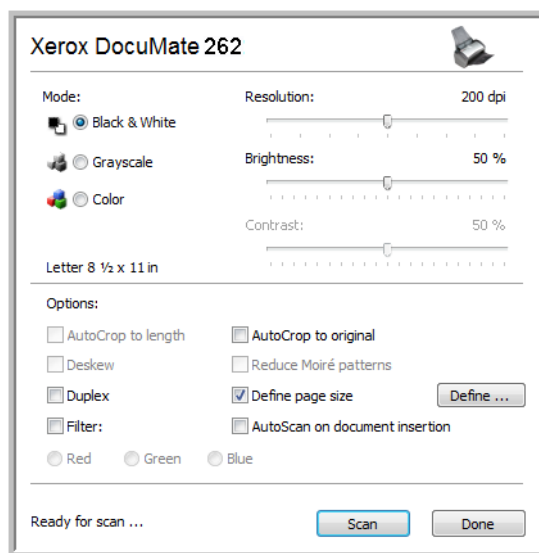 Xerox DocuMate 262
Mode:
Black & White
Grayscale
Color
Letter 8 ½ x 11 in
Resolution: 200 dpi
Brightness: 50 %
Contrast: 50 %
Options:
AutoCrop to length AutoCrop to original
Deskew Reduce Moiré patterns
Duplex Define page size Define ...
Filter: AutoScan on document insertion
Red Green Blue
Ready for scan ... Scan Done